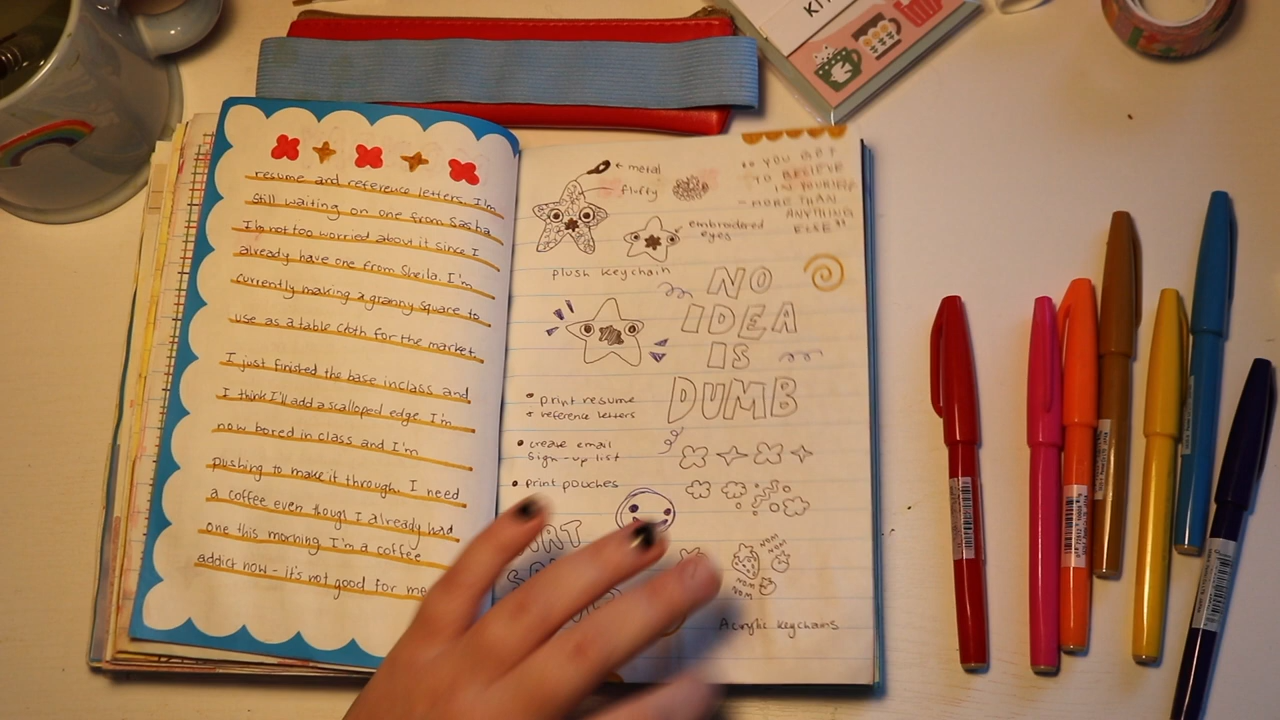 KIT
resume and reference letters. I'm
Still waiting on one from Sasha
I'm not too worried about it since I
already have one from Sheila. I'm
currently making a granny square to
use as a table cloth for the market.
I just finished the base in class and
I think I'll add a scalloped edge. I'm
now bored in class and I'm
pushing to make it through. I need
a coffee even thougl I already had
one this morning I'm a coffee
addict now - it's not good for me
metal
fluffy
embroidered
eyes
plush keychain
"YOU GOT
TO BELIEVE
IN YOURSELF
MORE THAN
ANYTHING
ELSE"
NO
IDEA
IS
DUMB
• print resume
& reference letters
• create email
Sign-up list
• print pouches
NOM
NOM
NOM
NOM
NOM
Acrylic keychains